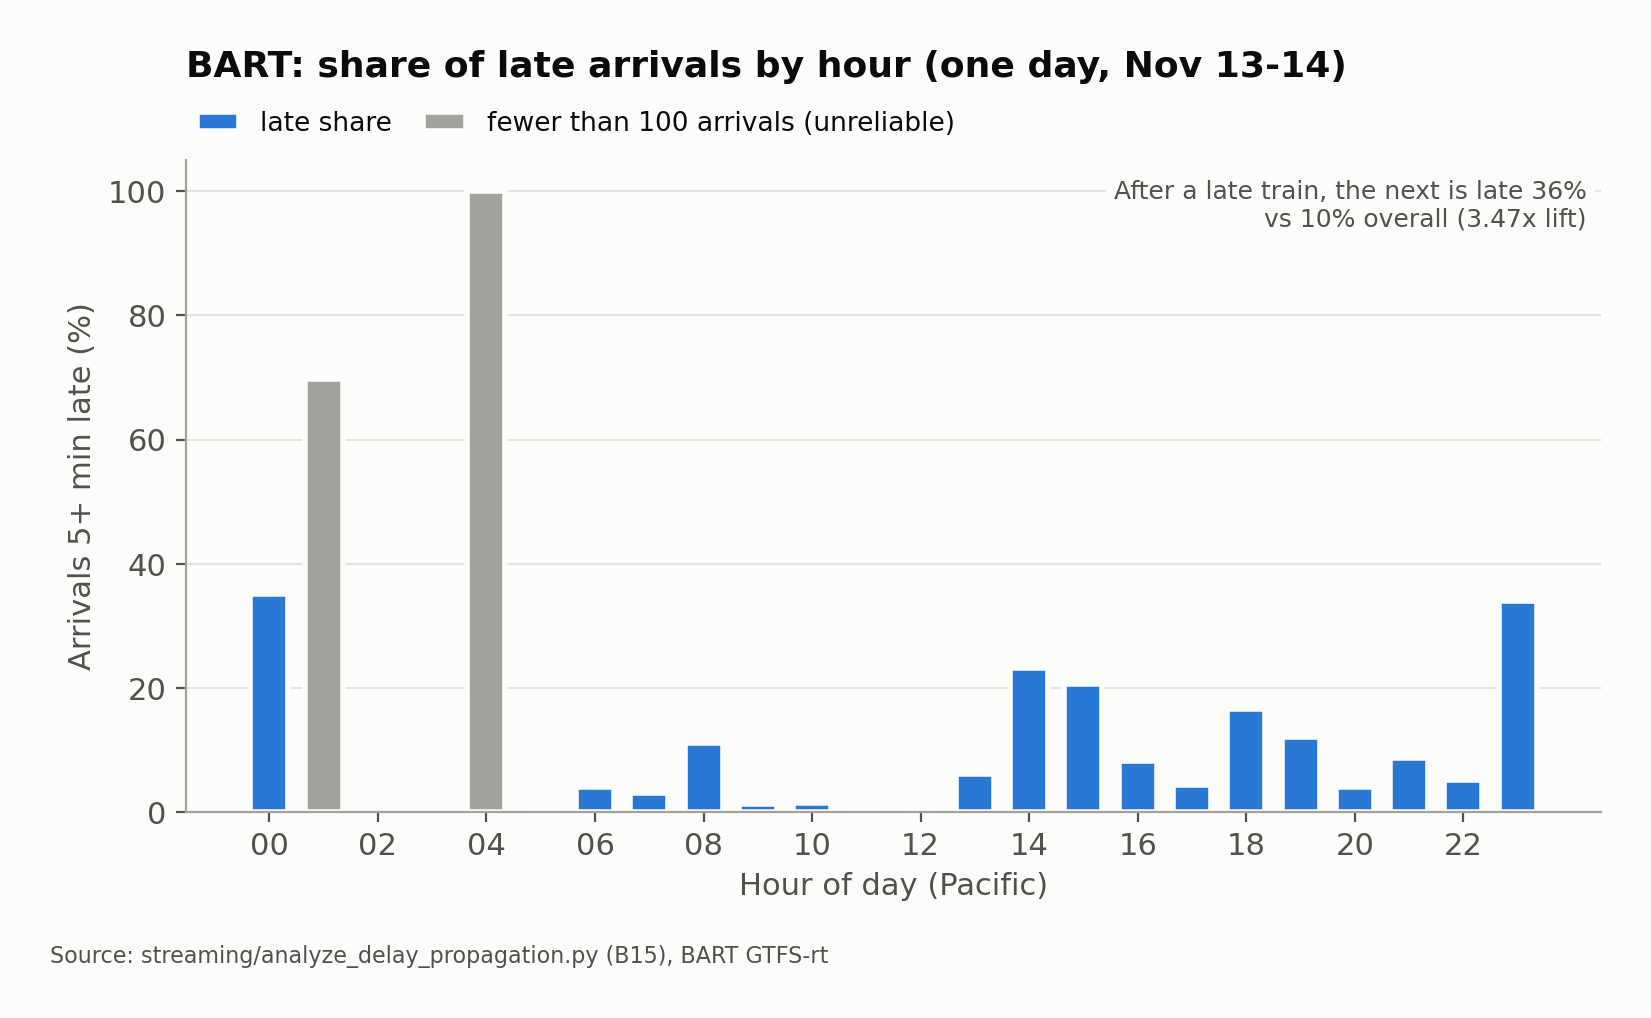 BART: share of late arrivals by hour (one day, Nov 13-14)
late share
fewer than 100 arrivals (unreliable)
After a late train, the next is late 36%
vs 10% overall (3.47x lift)
Arrivals 5+ min late (%)
100
80
60
40
20
0
00 02 04 06 08 10 12 14 16 18 20 22
Hour of day (Pacific)
Source: streaming/analyze_delay_propagation.py (B15), BART GTFS-rt